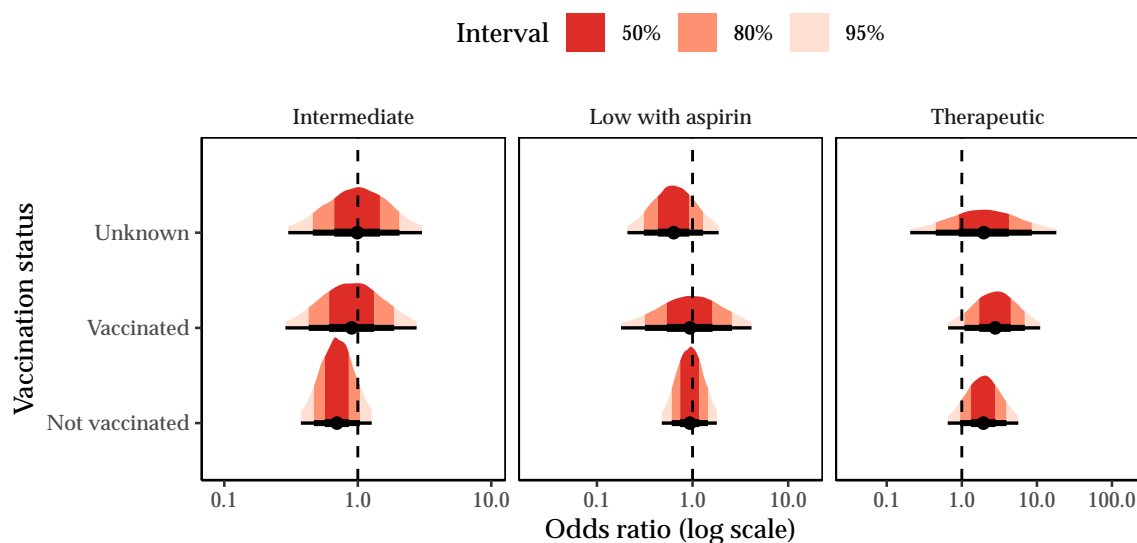 Interval 50% 80% 95%
Intermediate Low with aspirin Therapeutic
Vaccination status
Unknown
Vaccinated
Not vaccinated
0.1 1.0 10.0 0.1 1.0 10.0 0.1 1.0 10.0 100.0
Odds ratio (log scale)